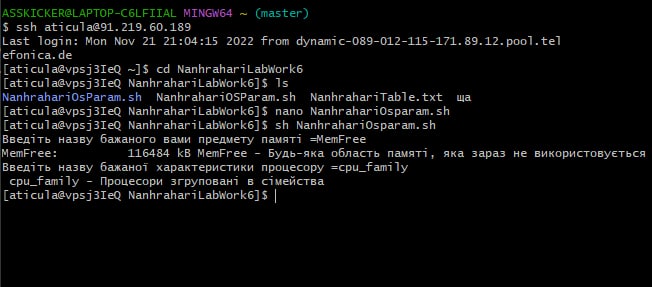 ASSKICKER@LAPTOP-C6LFIIAL MINGW64 ~ (master)
$ ssh aticula@91.219.60.189
Last login: Mon Nov 21 21:04:15 2022 from dynamic-089-012-115-171.89.12.pool.tel
efonica.de
[aticula@vpsj3IeQ ~]$ cd NanhrahariLabWork6
[aticula@vpsj3IeQ NanhrahariLabWork6]$ ls
NanhrahariOsParam.sh NanhrahariOSParam.sh NanhrahariTable.txt ща
[aticula@vpsj3IeQ NanhrahariLabWork6]$ nano NanhrahariOsparam.sh
[aticula@vpsj3IeQ NanhrahariLabWork6]$ sh NanhrahariOsparam.sh
Введіть назву бажаного вами предмету памяті =MemFree
MemFree: 116484 kB MemFree - Будь-яка область памяті, яка зараз не використовується
Введіть назву бажаної характеристики процесору =cpu_family
cpu_family - Процесори згруповані в сімейства
[aticula@vpsj3IeQ NanhrahariLabWork6]$